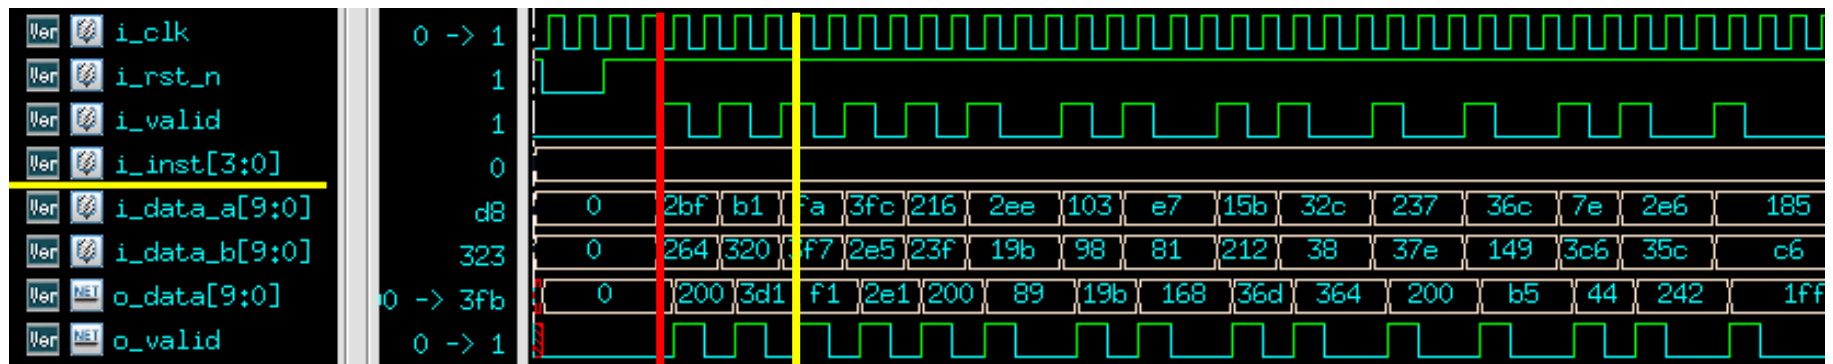 Ver i_clk 0 -> 1
Ver i_rst_n 1
Ver i_valid 1
Ver i_inst[3:0] 0
Ver i_data_a[9:0] d8 0 2bf b1 fa 3fc 216 2ee 103 e7 15b 32c 237 36c 7e 2e6 185
Ver i_data_b[9:0] 323 0 264 320 3f7 2e5 23f 19b 98 81 212 38 37e 149 3c6 35c c6
Ver NET o_data[9:0] 0 -> 3fb 0 200 3d1 f1 2e1 200 89 19b 168 36d 364 200 b5 44 242 1ff
Ver NET o_valid 0 -> 1